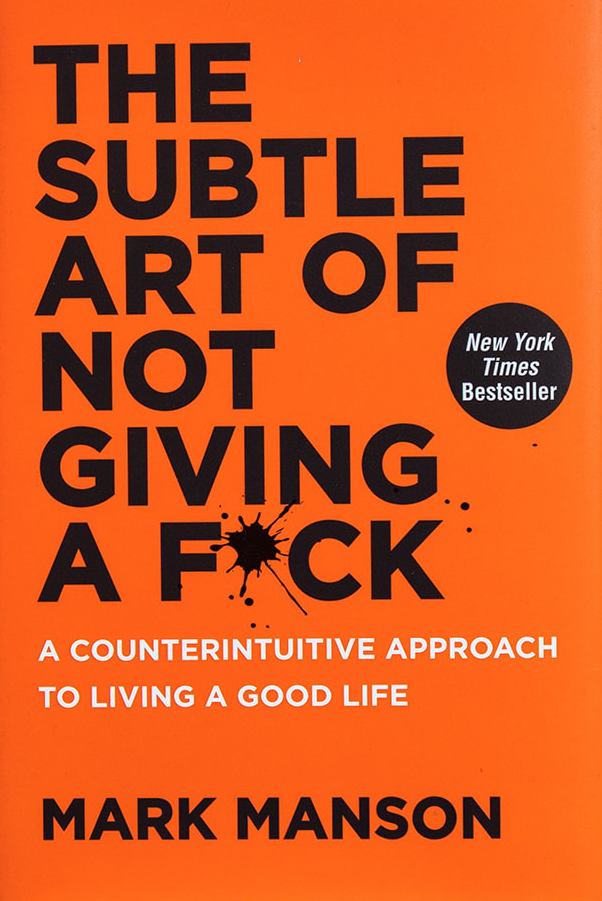 THE
SUBTLE
ART OF
NOT
New York
Times
Bestseller
GIVING
A F*CK
A COUNTERINTUITIVE APPROACH
TO LIVING A GOOD LIFE
MARK MANSON